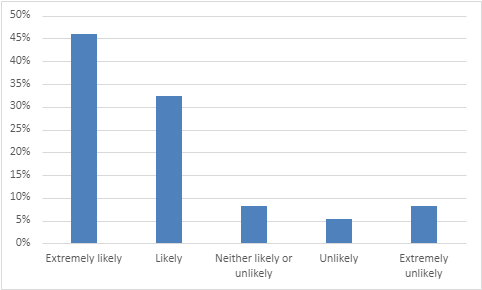 50%
45%
40%
35%
30%
25%
20%
15%
10%
5%
0%
Extremely likely
Likely
Neither likely or
unlikely
Unlikely
Extremely
unlikely